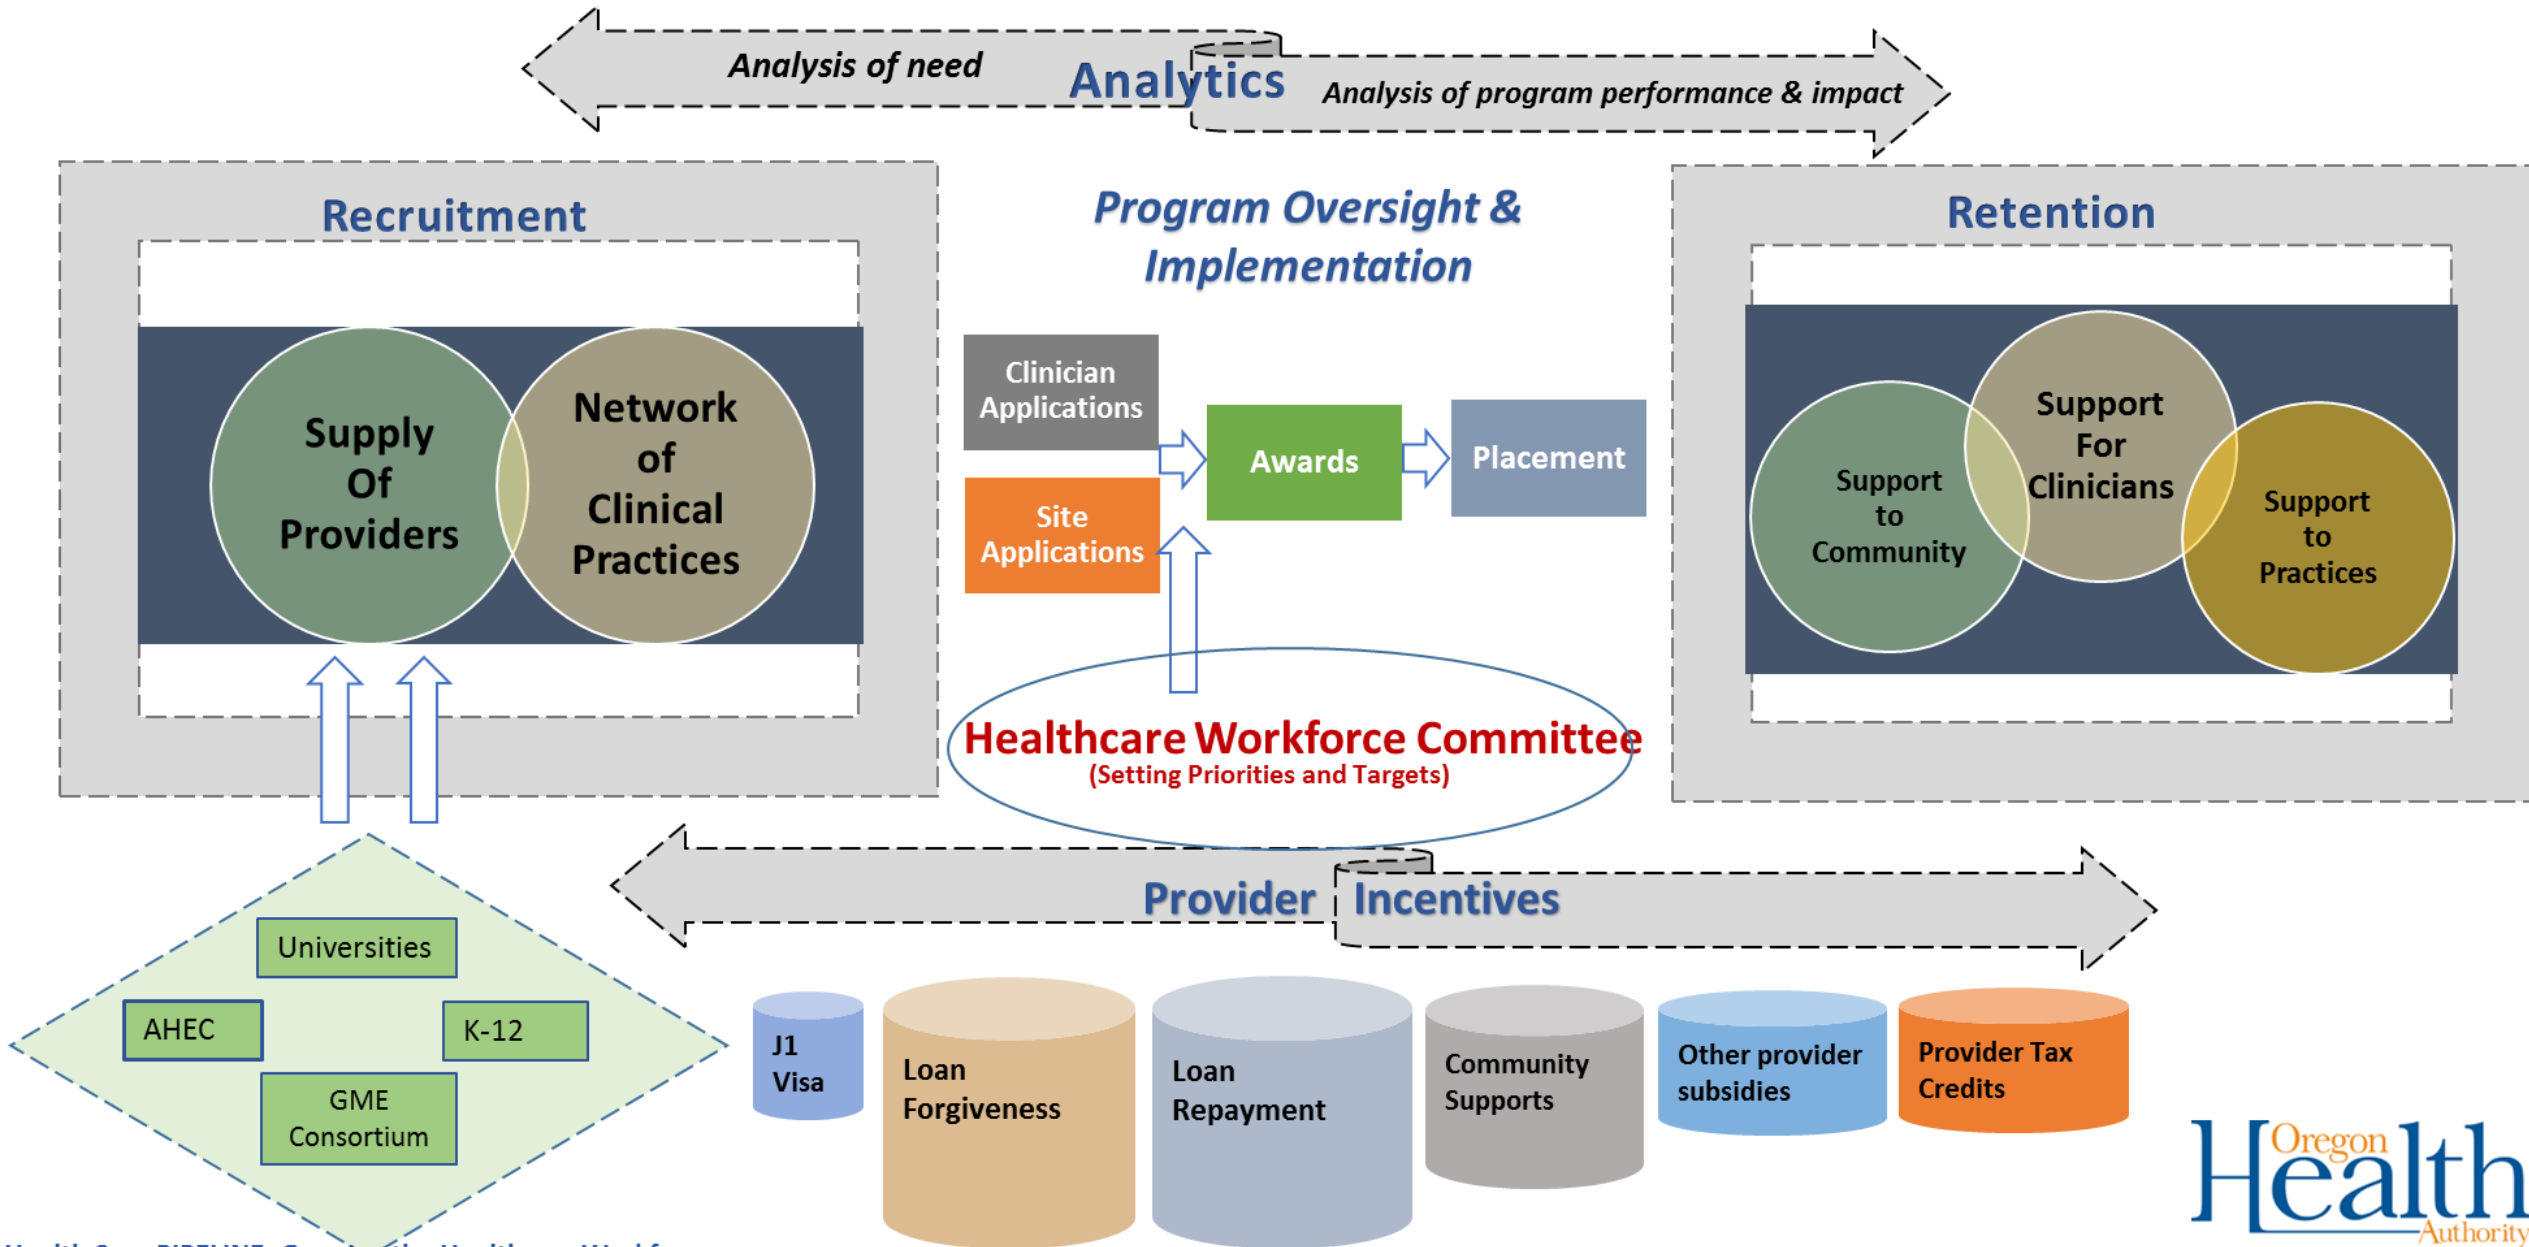 Analysis of need
Analytics
Analysis of program performance & impact
Recruitment
Program Oversight &
Implementation
Retention
Supply
Of
Providers
Network
of
Clinical
Practices
Clinician
Applications
Site
Applications
Awards
Placement
Support
to
Community
Support
For
Clinicians
Support
to
Practices
Healthcare Workforce Committee
(Setting Priorities and Targets)
Provider Incentives
Universities
AHEC
K-12
GME
Consortium
J1
Visa
Loan
Forgiveness
Loan
Repayment
Community
Supports
Other provider
subsidies
Provider Tax
Credits
Oregon
Health
Authority